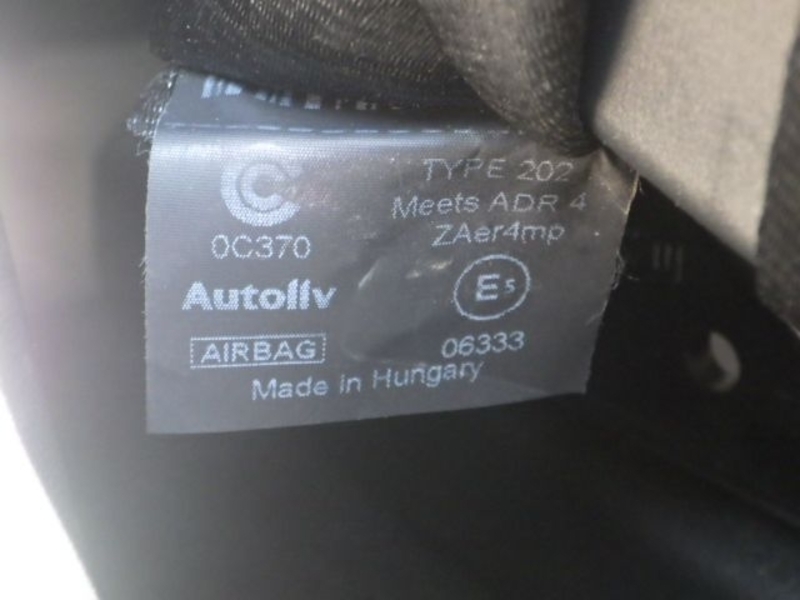 TYPE 202
Meets ADR 4
0C370
ZAer4mp
Autoliv
E5
AIRBAG
06333
Made in Hungary